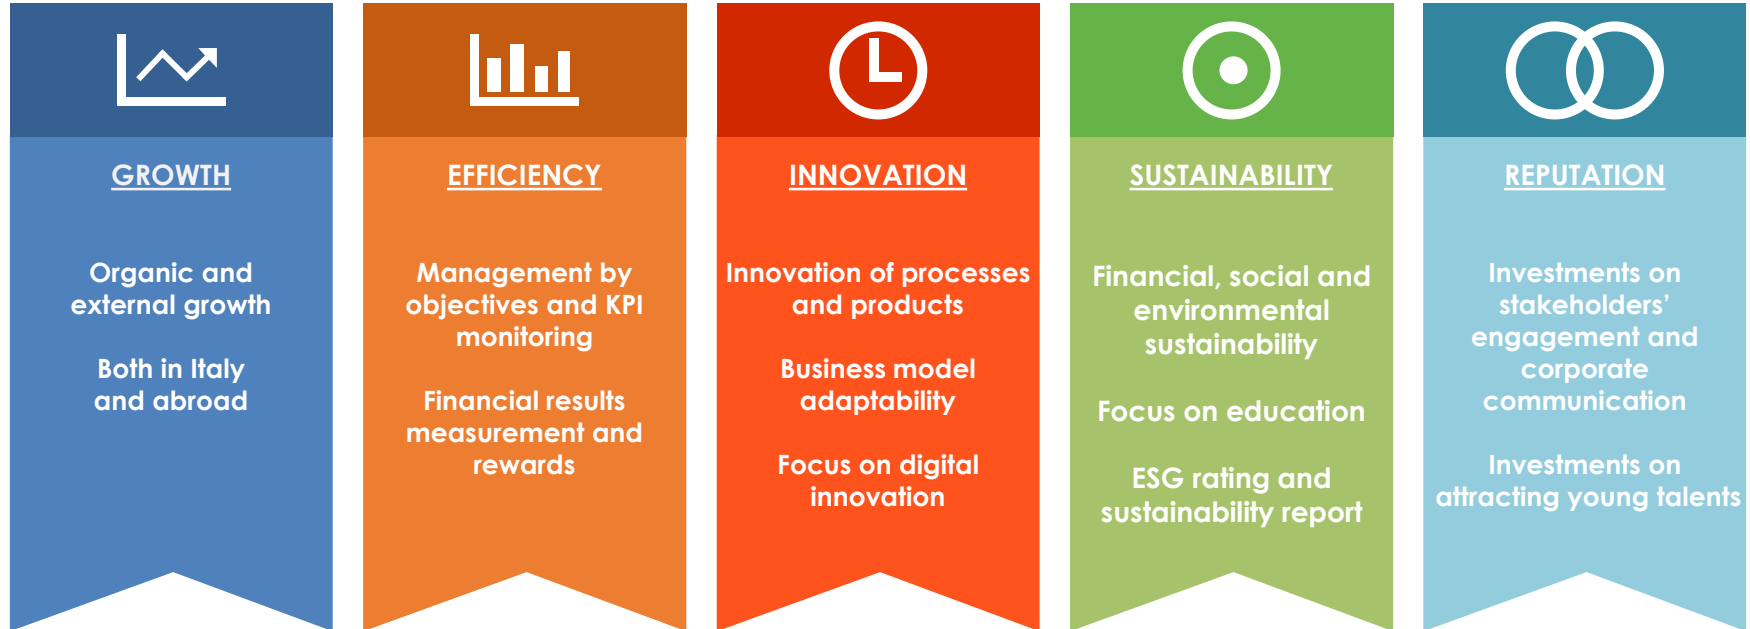 GROWTH
Organic and
external growth
Both in Italy
and abroad
EFFICIENCY
Management by
objectives and KPI
monitoring
Financial results
measurement and
rewards
INNOVATION
Innovation of processes
and products
Business model
adaptability
Focus on digital
innovation
SUSTAINABILITY
Financial, social and
environmental
sustainability
Focus on education
ESG rating and
sustainability report
REPUTATION
Investments on
stakeholders’
engagement and
corporate
communication
Investments on
attracting young talents